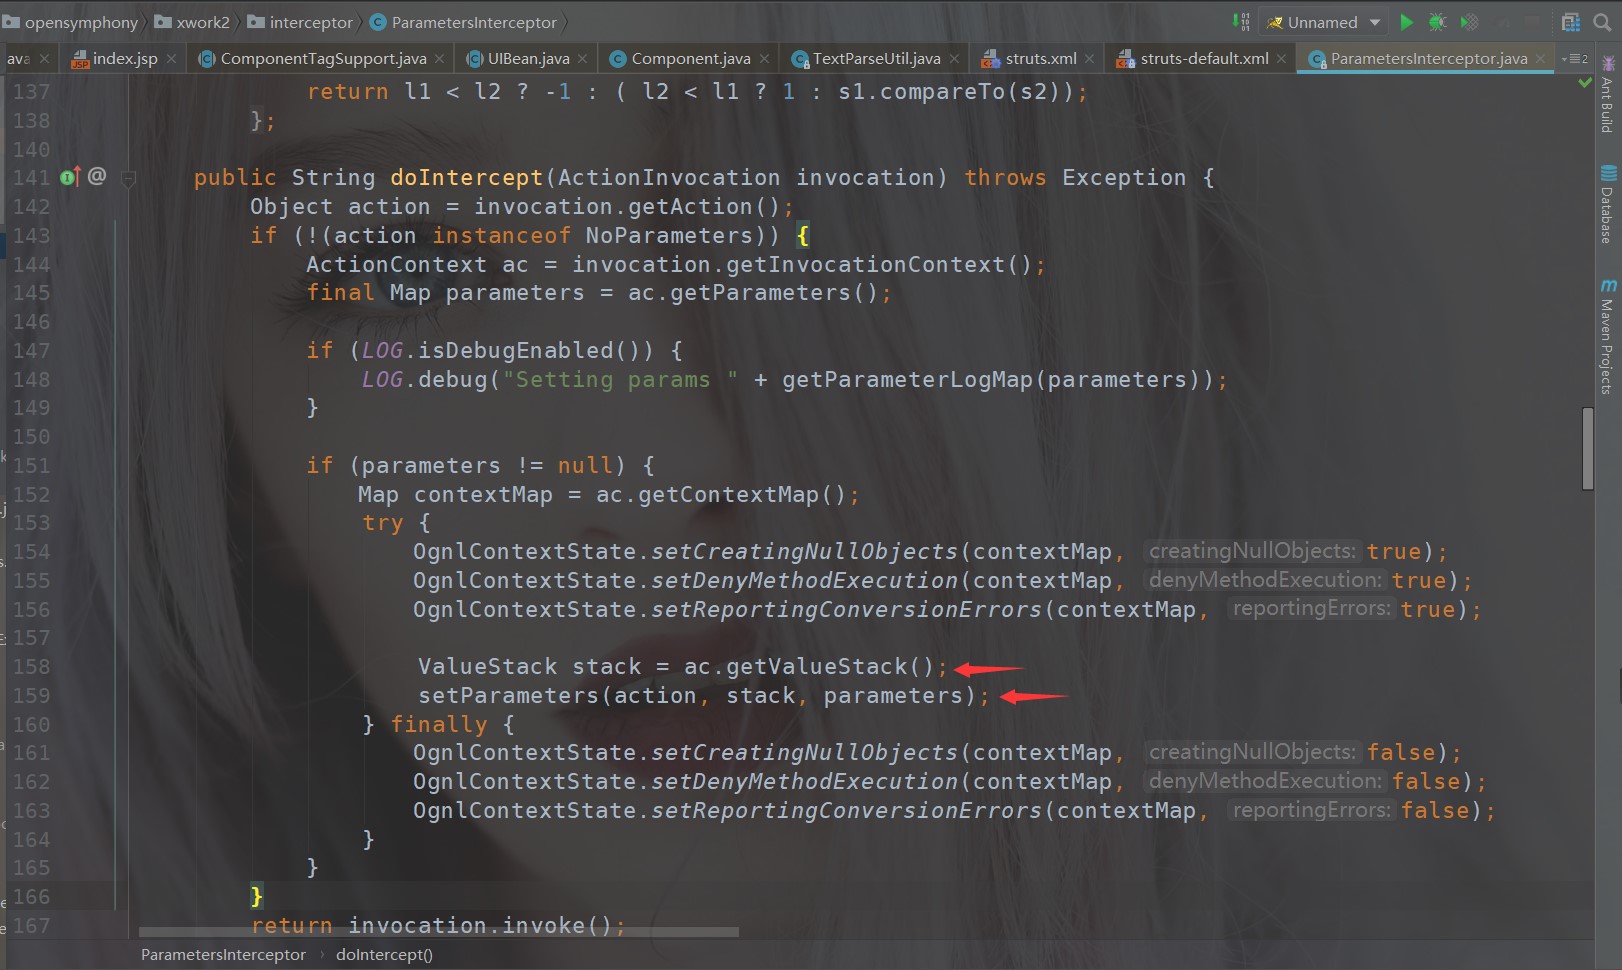 opensymphony xwork2 interceptor ParametersInterceptor Unnamed
ava index.jsp ComponentTagSupport.java UIBean.java Component.java TextParseUtil.java struts.xml struts-default.xml ParametersInterceptor.java
137 return l1 < l2 ? -1 : ( l2 < l1 ? 1 : s1.compareTo(s2));
138 };
140
141 public String doIntercept(ActionInvocation invocation) throws Exception {
142 Object action = invocation.getAction();
143 if (!(action instanceof NoParameters)) {
144 ActionContext ac = invocation.getInvocationContext();
145 final Map parameters = ac.getParameters();
146
147 if (LOG.isDebugEnabled()) {
148 LOG.debug("Setting params " + getParameterLogMap(parameters));
149 }
150
151 if (parameters != null) {
152 Map contextMap = ac.getContextMap();
153 try {
154 OgnlContextState.setCreatingNullObjects(contextMap, creatingNullObjects: true);
155 OgnlContextState.setDenyMethodExecution(contextMap, denyMethodExecution: true);
156 OgnlContextState.setReportingConversionErrors(contextMap, reportingErrors: true);
157
158 ValueStack stack = ac.getValueStack();
159 setParameters(action, stack, parameters);
160 } finally {
161 OgnlContextState.setCreatingNullObjects(contextMap, creatingNullObjects: false);
162 OgnlContextState.setDenyMethodExecution(contextMap, denyMethodExecution: false);
163 OgnlContextState.setReportingConversionErrors(contextMap, reportingErrors: false);
164 }
165 }
166 }
167 return invocation.invoke();
ParametersInterceptor › doIntercept()
Ant Build
Database
Maven Projects